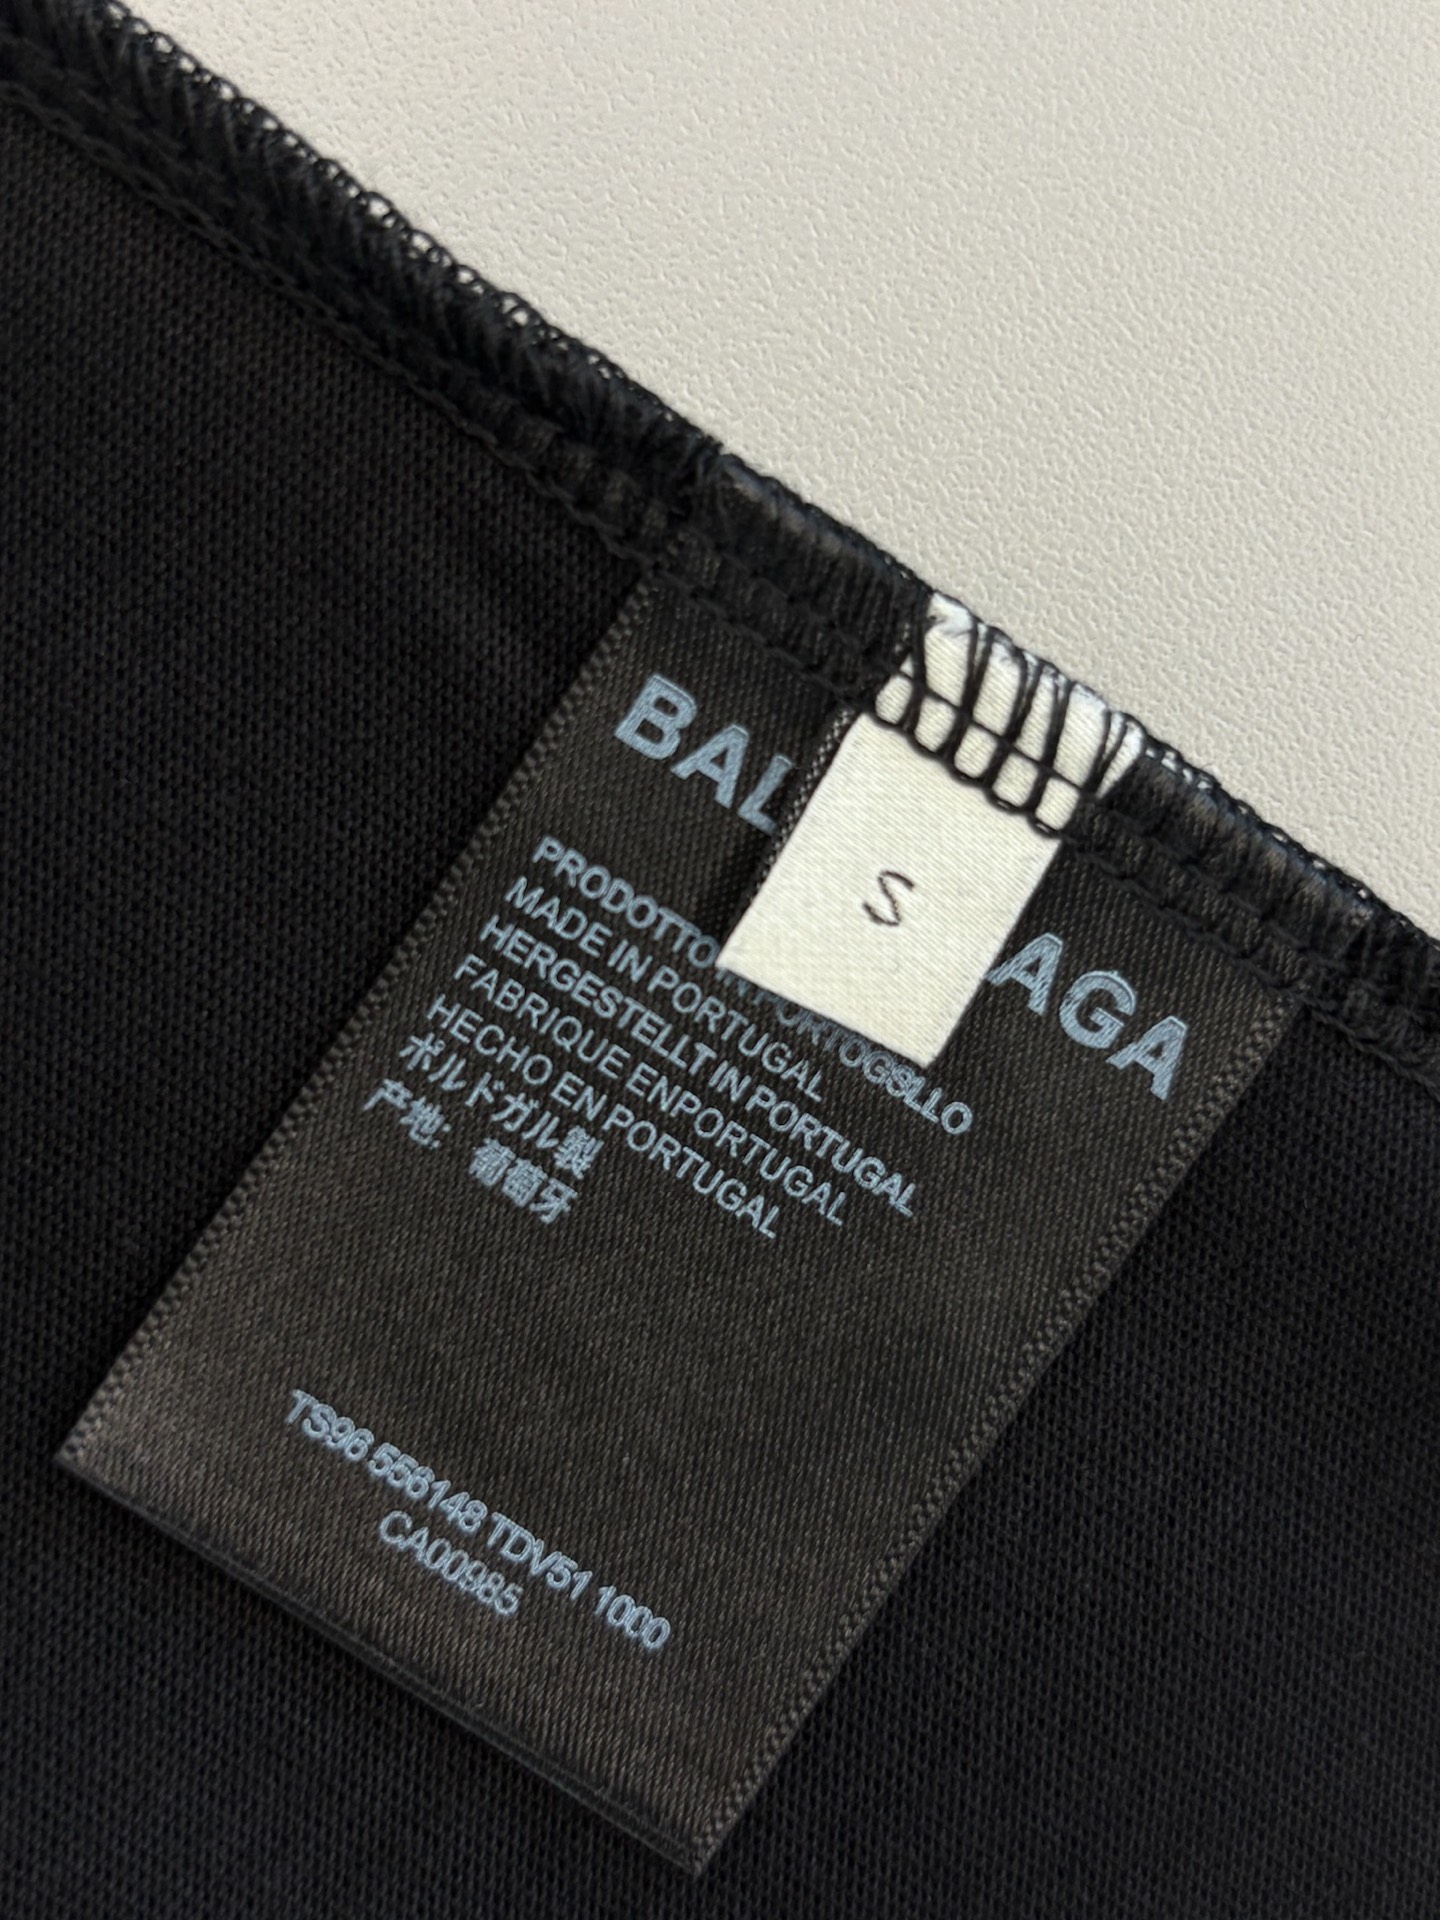 BAL AGA
S
PRODOTTO IN PORTOGSLLO
MADE IN PORTUGAL
HERGESTELLT IN PORTUGAL
FABRIQUE ENPORTUGAL
HECHO EN PORTUGAL
ポルドガル製
产地：葡萄牙
TS96 556148 TDV51 1000
CA00985